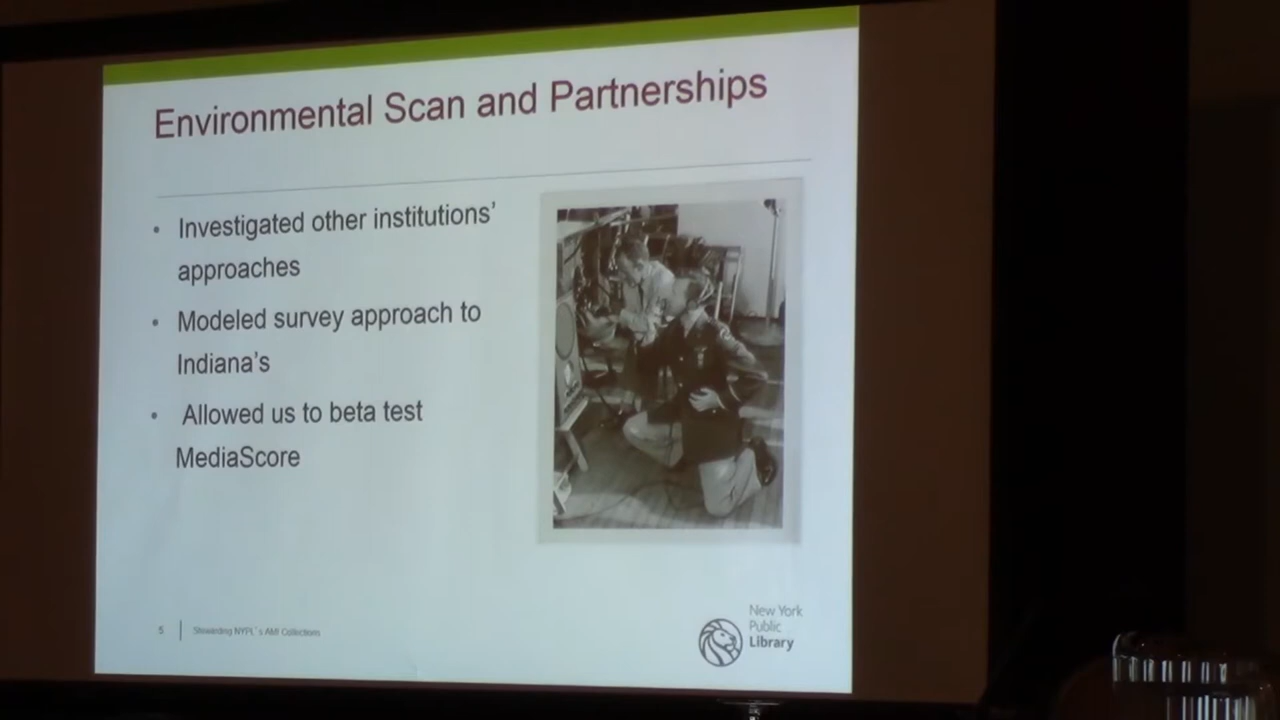 Environmental Scan and Partnerships
• Investigated other institutions’
approaches
• Modeled survey approach to
Indiana’s
• Allowed us to beta test
MediaScore
5
Stewarding NYPL's AMI Collections
New York
Public
Library